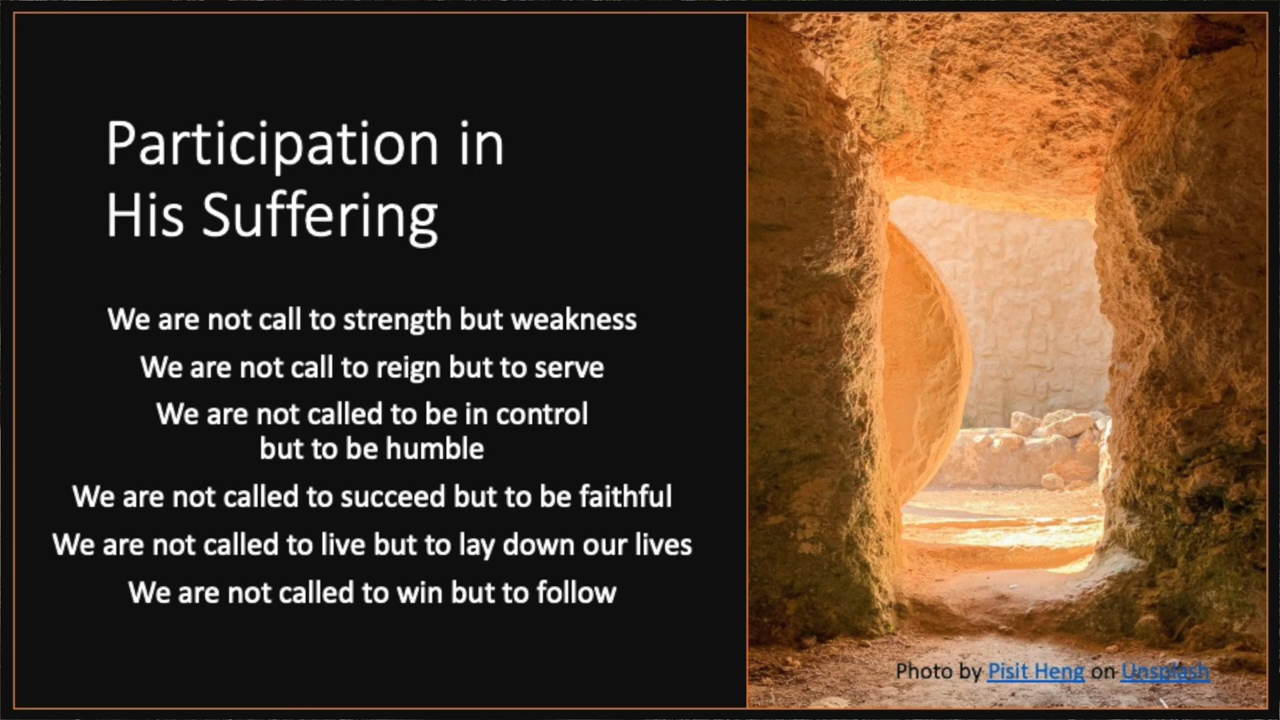 Participation in
His Suffering
We are not call to strength but weakness
We are not call to reign but to serve
We are not called to be in control
but to be humble
We are not called to succeed but to be faithful
We are not called to live but to lay down our lives
We are not called to win but to follow
Photo by Pisit Heng on Unsplash